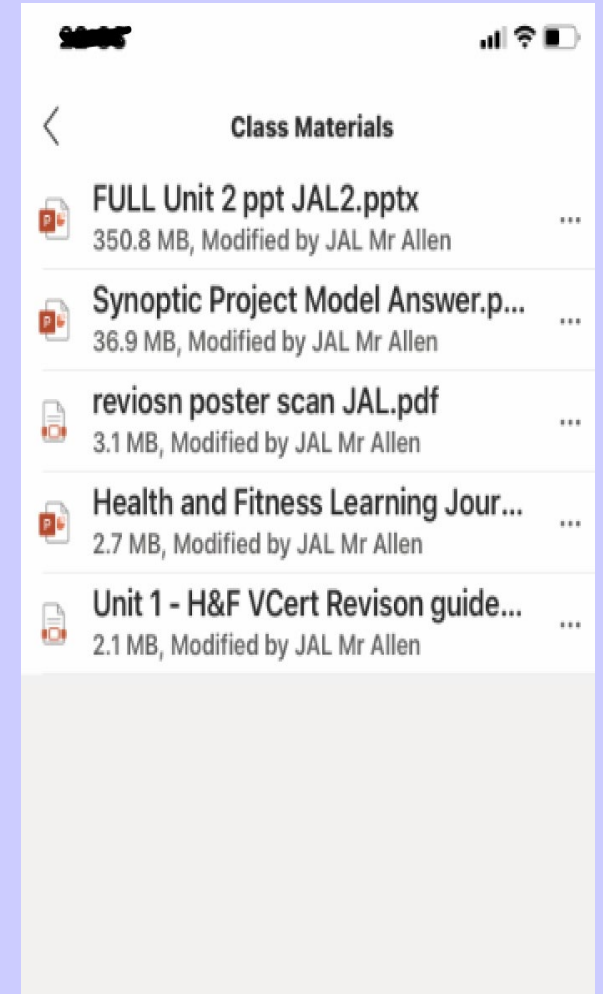 Class Materials
FULL Unit 2 ppt JAL2.pptx
350.8 MB, Modified by JAL Mr Allen
Synoptic Project Model Answer.p...
36.9 MB, Modified by JAL Mr Allen
reviosn poster scan JAL.pdf
3.1 MB, Modified by JAL Mr Allen
Health and Fitness Learning Jour...
2.7 MB, Modified by JAL Mr Allen
Unit 1 - H&F VCert Revison guide...
2.1 MB, Modified by JAL Mr Allen